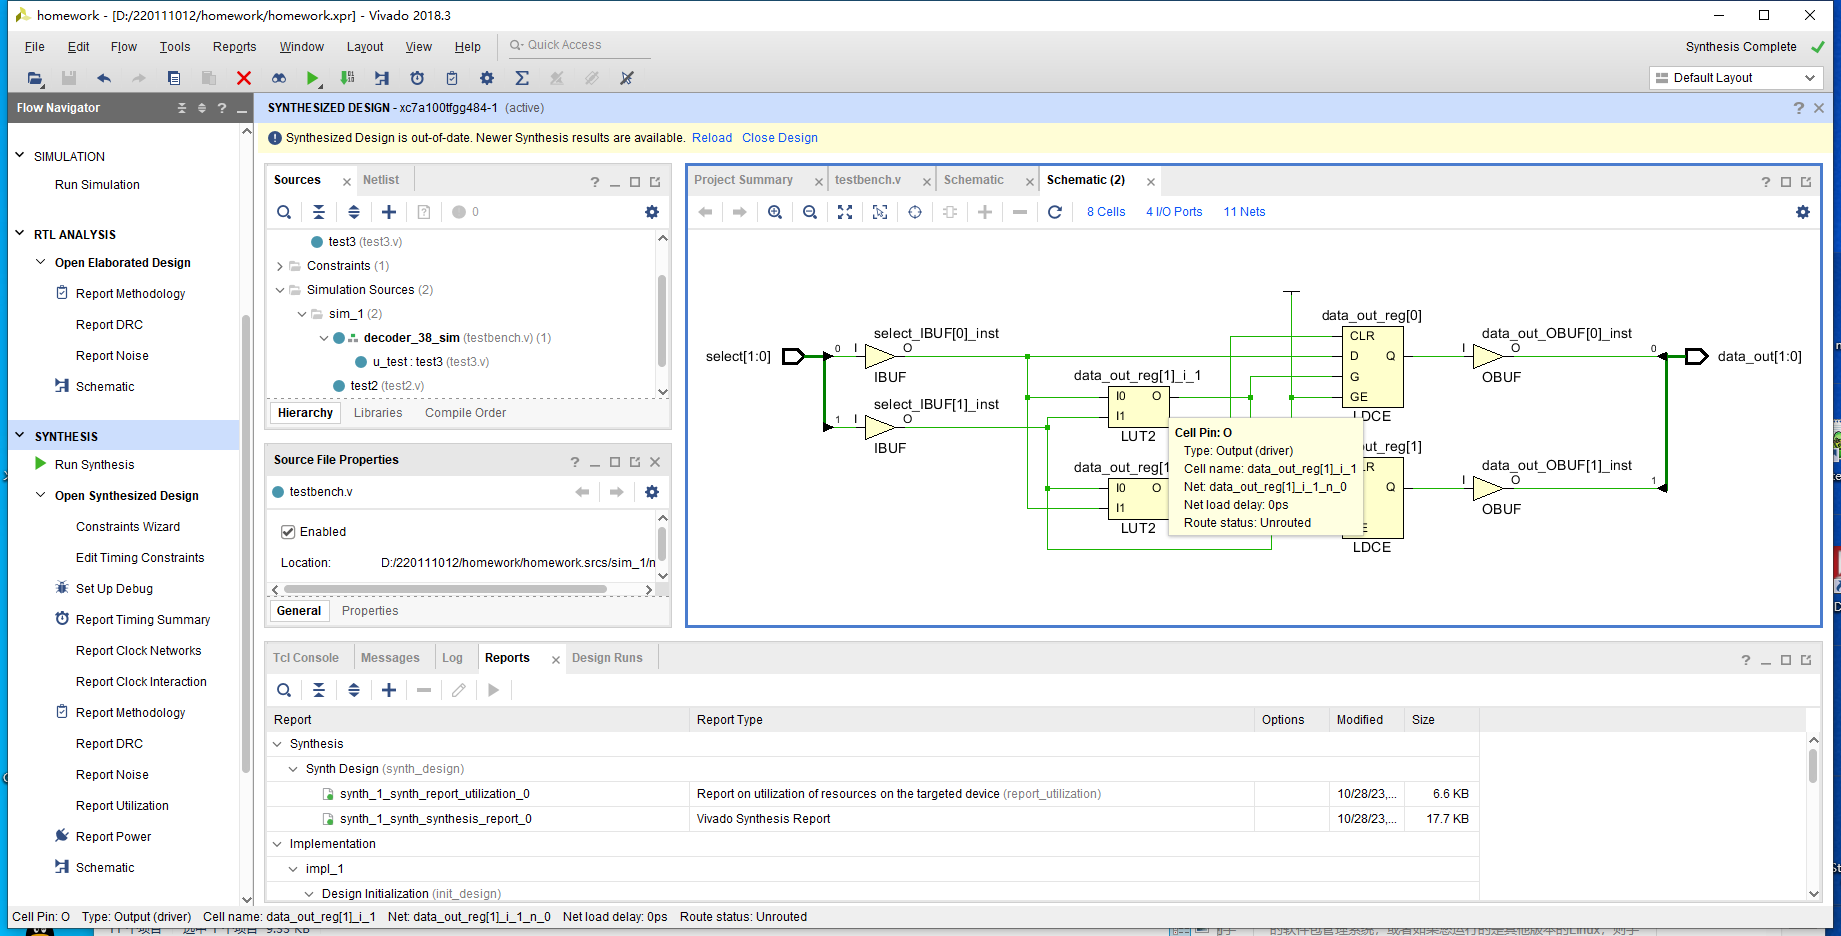 homework - [D:/220111012/homework/homework.xpr] - Vivado 2018.3
File Edit Flow Tools Reports Window Layout View Help Quick Access
Synthesis Complete
Default Layout
Flow Navigator
SIMULATION
Run Simulation
RTL ANALYSIS
Open Elaborated Design
Report Methodology
Report DRC
Report Noise
Schematic
SYNTHESIS
Run Synthesis
Open Synthesized Design
Constraints Wizard
Edit Timing Constraints
Set Up Debug
Report Timing Summary
Report Clock Networks
Report Clock Interaction
Report Methodology
Report DRC
Report Noise
Report Utilization
Report Power
Schematic
SYNTHESIZED DESIGN - xc7a100tfgg484-1 (active)
Synthesized Design is out-of-date. Newer Synthesis results are available. Reload Close Design
Sources Netlist
0
test3 (test3.v)
Constraints (1)
Simulation Sources (2)
sim_1 (2)
decoder_38_sim (testbench.v) (1)
u_test : test3 (test3.v)
test2 (test2.v)
Hierarchy Libraries Compile Order
Source File Properties
testbench.v
Enabled
Location: D:/220111012/homework/homework.srcs/sim_1/n
General Properties
Project Summary testbench.v Schematic Schematic (2)
8 Cells 4 I/O Ports 11 Nets
select[1:0]
0
1
select_IBUF[0]_inst
I O
IBUF
select_IBUF[1]_inst
I O
IBUF
data_out_reg[1]_i_1
I0 O
I1
LUT2
data_out_reg[1
I0 O
I1
LUT2
data_out_reg[0]
CLR
D Q
G
GE
LDCE
ut_reg[1]
LR
Q
E
LDCE
data_out_OBUF[0]_inst
I O
OBUF
data_out_OBUF[1]_inst
I O
OBUF
0
1
data_out[1:0]
Cell Pin: O
Type: Output (driver)
Cell name: data_out_reg[1]_i_1
Net: data_out_reg[1]_i_1_n_0
Net load delay: 0ps
Route status: Unrouted
Tcl Console Messages Log Reports Design Runs
Report Report Type Options Modified Size
Synthesis
Synth Design (synth_design)
synth_1_synth_report_utilization_0 Report on utilization of resources on the targeted device (report_utilization) 10/28/23,... 6.6 KB
synth_1_synth_synthesis_report_0 Vivado Synthesis Report 10/28/23,... 17.7 KB
Implementation
impl_1
Design Initialization (init_design)
Cell Pin: O Type: Output (driver) Cell name: data_out_reg[1]_i_1 Net: data_out_reg[1]_i_1_n_0 Net load delay: 0ps Route status: Unrouted